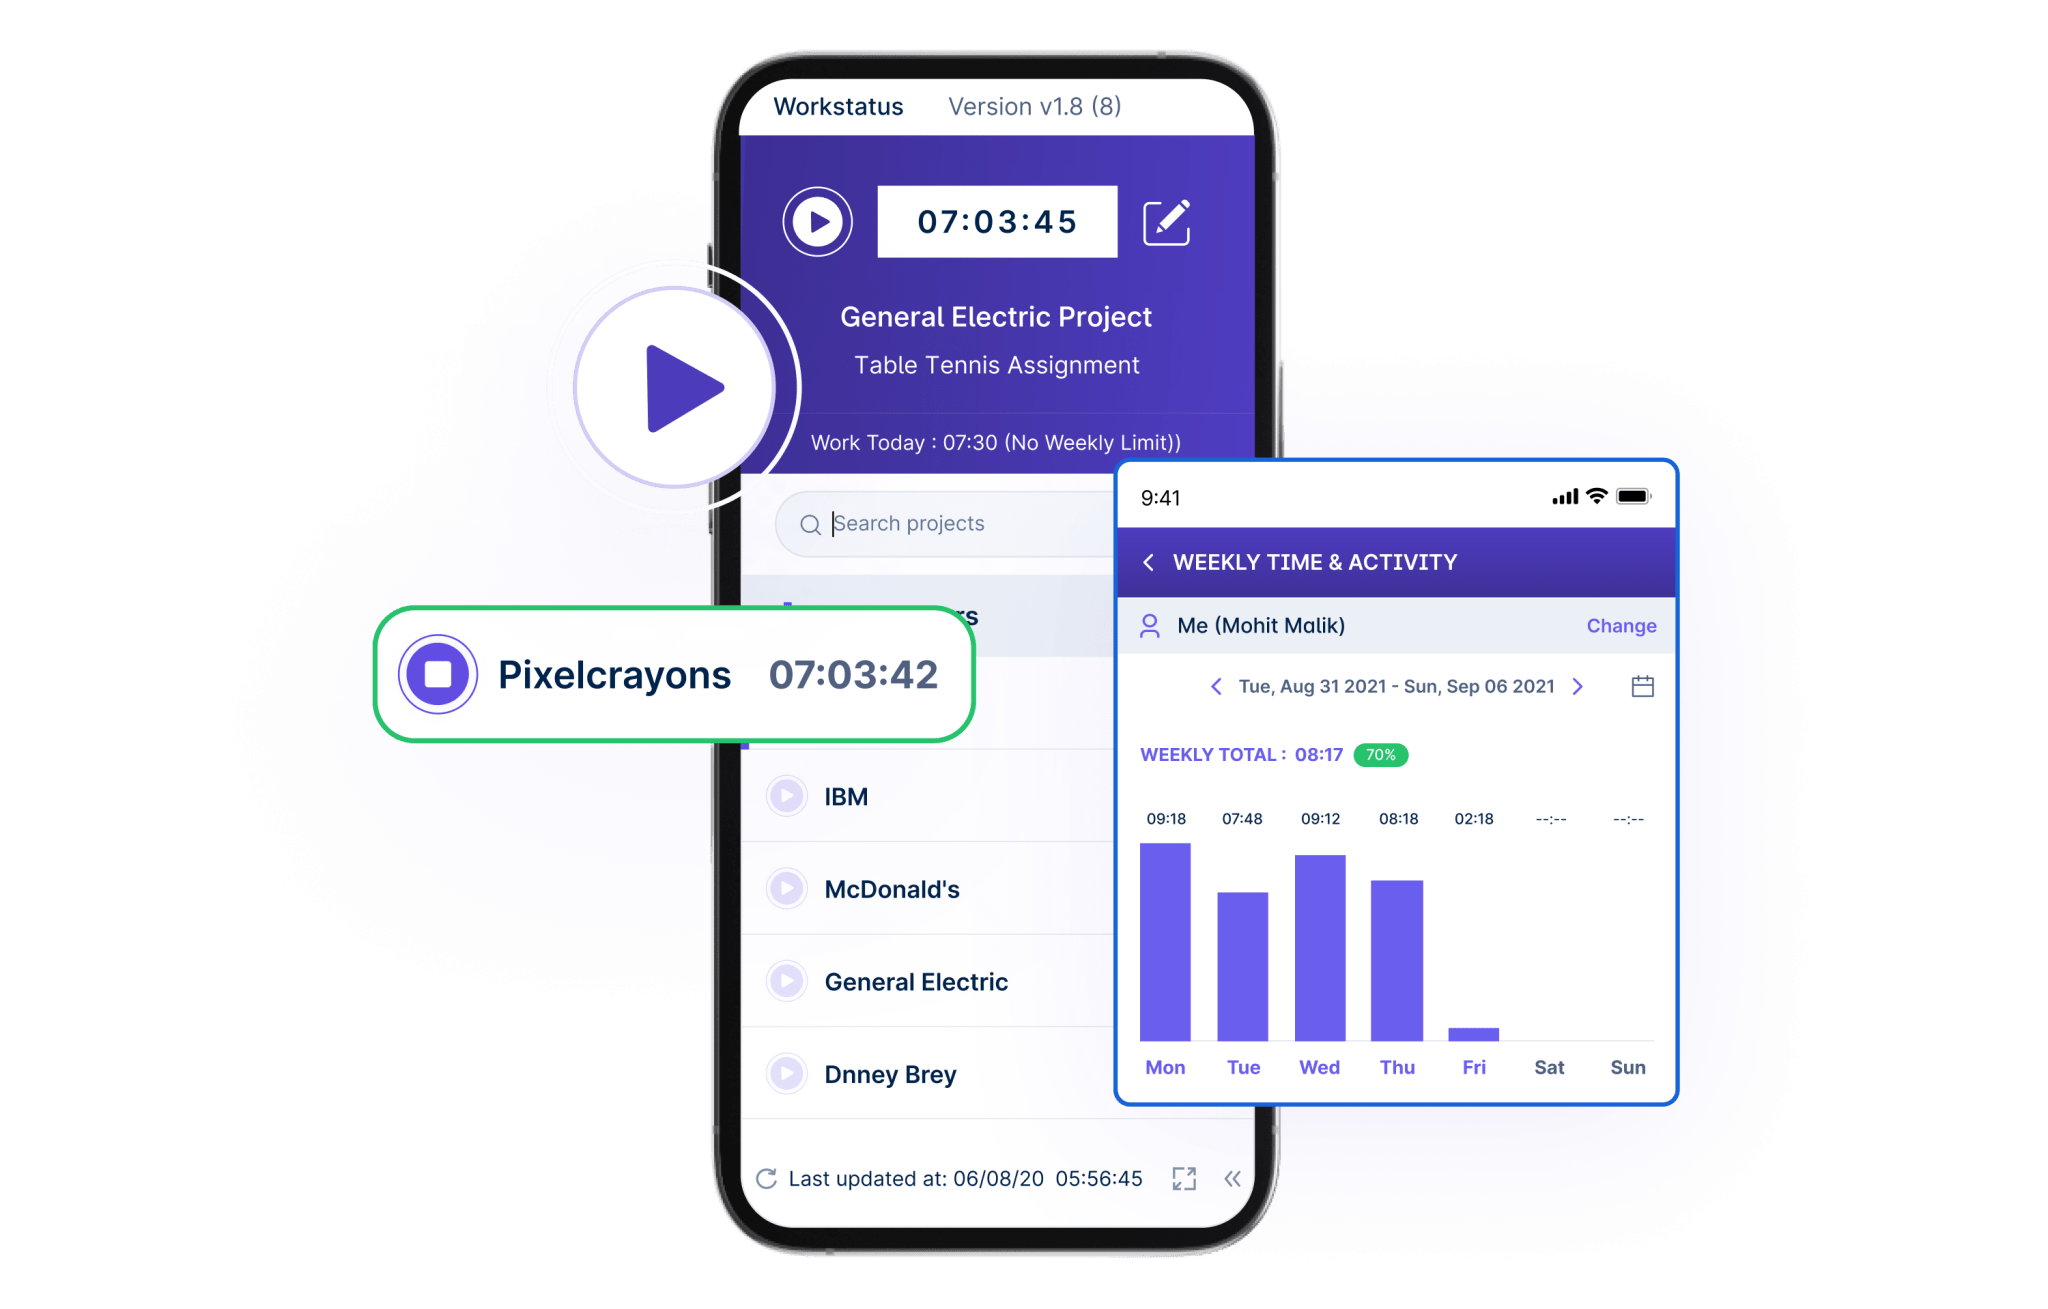 Workstatus Version v1.8 (8)
07:03:45
General Electric Project
Table Tennis Assignment
Work Today : 07:30 (No Weekly Limit))
Search projects
rs
Pixelcrayons 07:03:42
IBM
McDonald's
General Electric
Dnney Brey
Last updated at: 06/08/20 05:56:45
9:41
WEEKLY TIME & ACTIVITY
Me (Mohit Malik) Change
Tue, Aug 31 2021 - Sun, Sep 06 2021
WEEKLY TOTAL : 08:17 70%
09:18 07:48 09:12 08:18 02:18 --:-- --:--
Mon Tue Wed Thu Fri Sat Sun